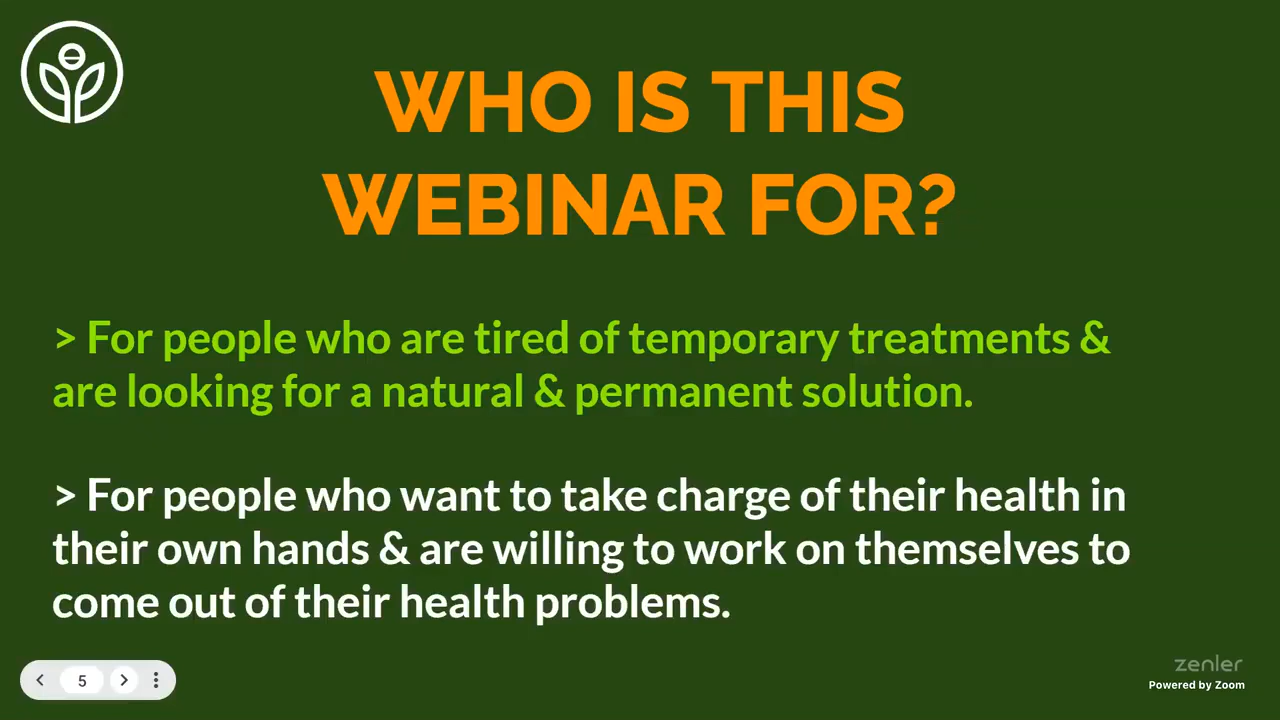 WHO IS THIS
WEBINAR FOR?
> For people who are tired of temporary treatments &
are looking for a natural & permanent solution.
> For people who want to take charge of their health in
their own hands & are willing to work on themselves to
come out of their health problems.
5
zenler
Powered by Zoom